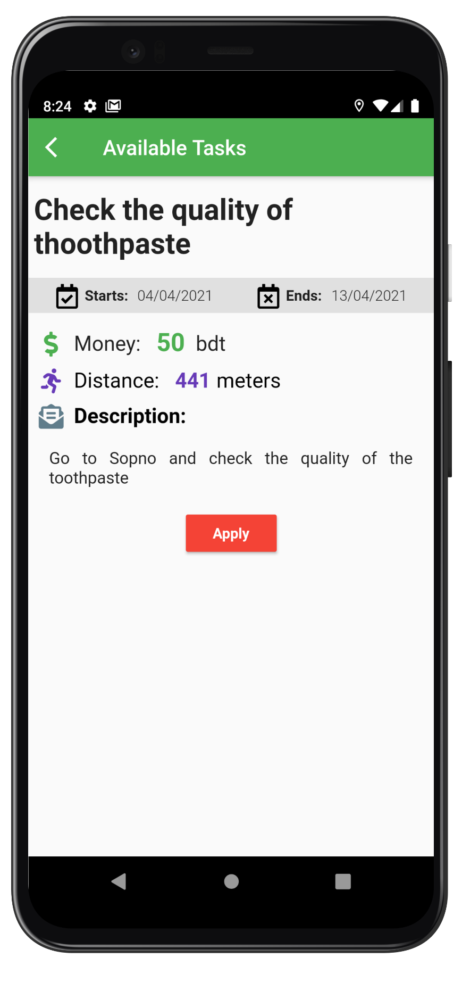 8:24
Available Tasks
Check the quality of
thoothpaste
Starts: 04/04/2021 Ends: 13/04/2021
Money: 50 bdt
Distance: 441 meters
Description:
Go to Sopno and check the quality of the
toothpaste
Apply